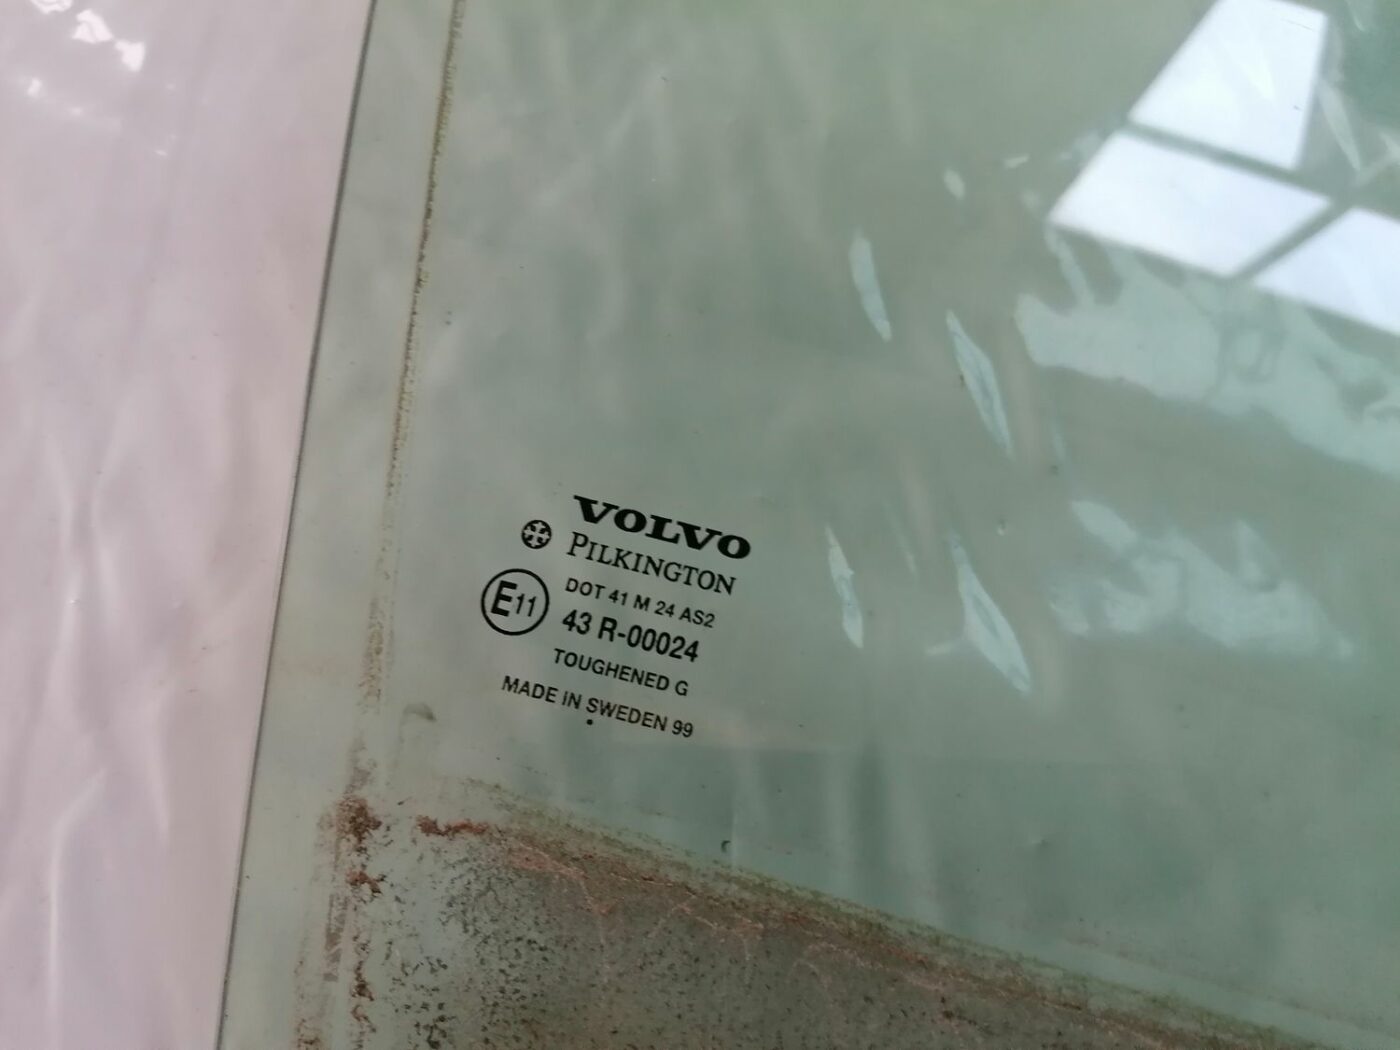 VOLVO
PILKINGTON
DOT 41 M 24 AS2
E11
43 R-00024
TOUGHENED G
MADE IN SWEDEN 99